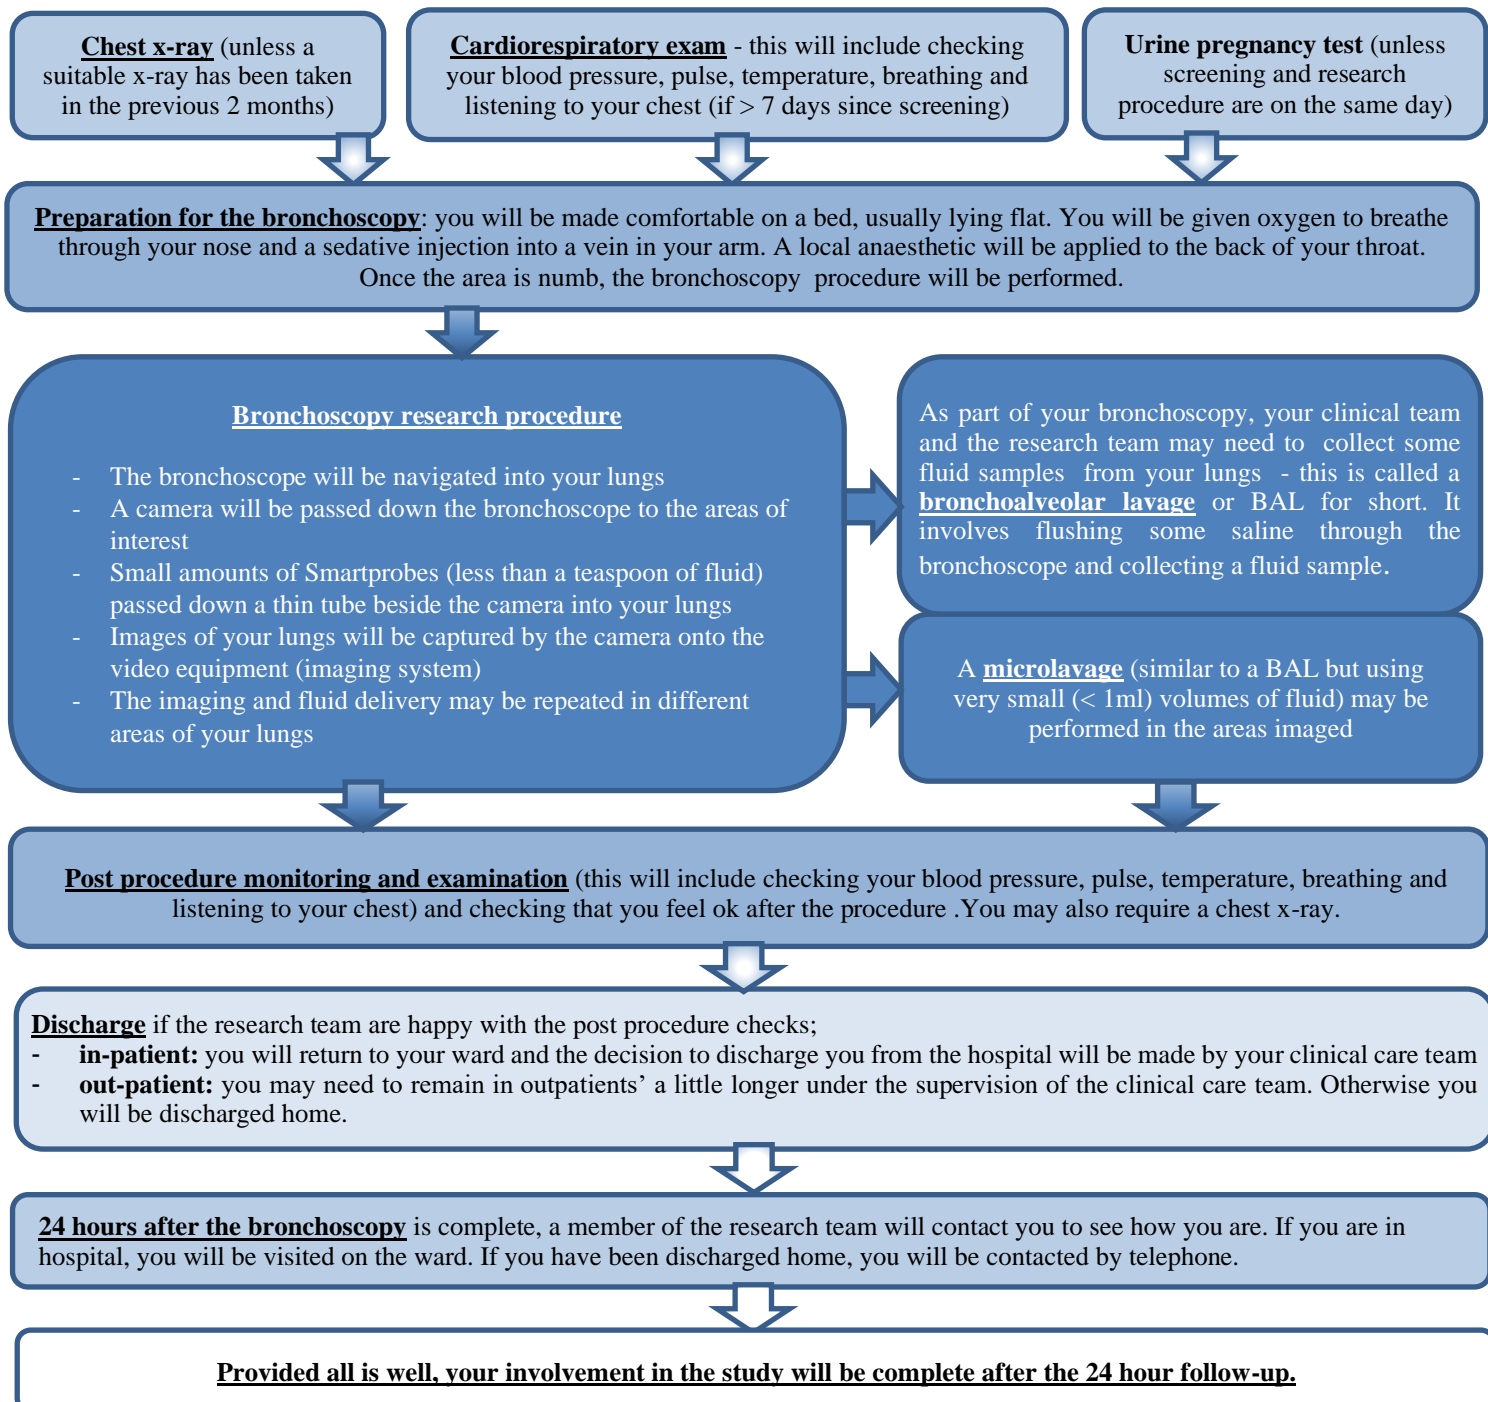 Chest x-ray (unless a
suitable x-ray has been taken
in the previous 2 months)
Cardiorespiratory exam - this will include checking
your blood pressure, pulse, temperature, breathing and
listening to your chest (if > 7 days since screening)
Urine pregnancy test (unless
screening and research
procedure are on the same day)
Preparation for the bronchoscopy: you will be made comfortable on a bed, usually lying flat. You will be given oxygen to breathe
through your nose and a sedative injection into a vein in your arm. A local anaesthetic will be applied to the back of your throat.
Once the area is numb, the bronchoscopy procedure will be performed.
Bronchoscopy research procedure
- The bronchoscope will be navigated into your lungs
- A camera will be passed down the bronchoscope to the areas of
interest
- Small amounts of Smartprobes (less than a teaspoon of fluid)
passed down a thin tube beside the camera into your lungs
- Images of your lungs will be captured by the camera onto the
video equipment (imaging system)
- The imaging and fluid delivery may be repeated in different
areas of your lungs
As part of your bronchoscopy, your clinical team
and the research team may need to collect some
fluid samples from your lungs - this is called a
bronchoalveolar lavage or BAL for short. It
involves flushing some saline through the
bronchoscope and collecting a fluid sample.
A microlavage (similar to a BAL but using
very small (< 1ml) volumes of fluid) may be
performed in the areas imaged
Post procedure monitoring and examination (this will include checking your blood pressure, pulse, temperature, breathing and
listening to your chest) and checking that you feel ok after the procedure .You may also require a chest x-ray.
Discharge if the research team are happy with the post procedure checks;
- in-patient: you will return to your ward and the decision to discharge you from the hospital will be made by your clinical care team
- out-patient: you may need to remain in outpatients’ a little longer under the supervision of the clinical care team. Otherwise you
will be discharged home.
24 hours after the bronchoscopy is complete, a member of the research team will contact you to see how you are. If you are in
hospital, you will be visited on the ward. If you have been discharged home, you will be contacted by telephone.
Provided all is well, your involvement in the study will be complete after the 24 hour follow-up.